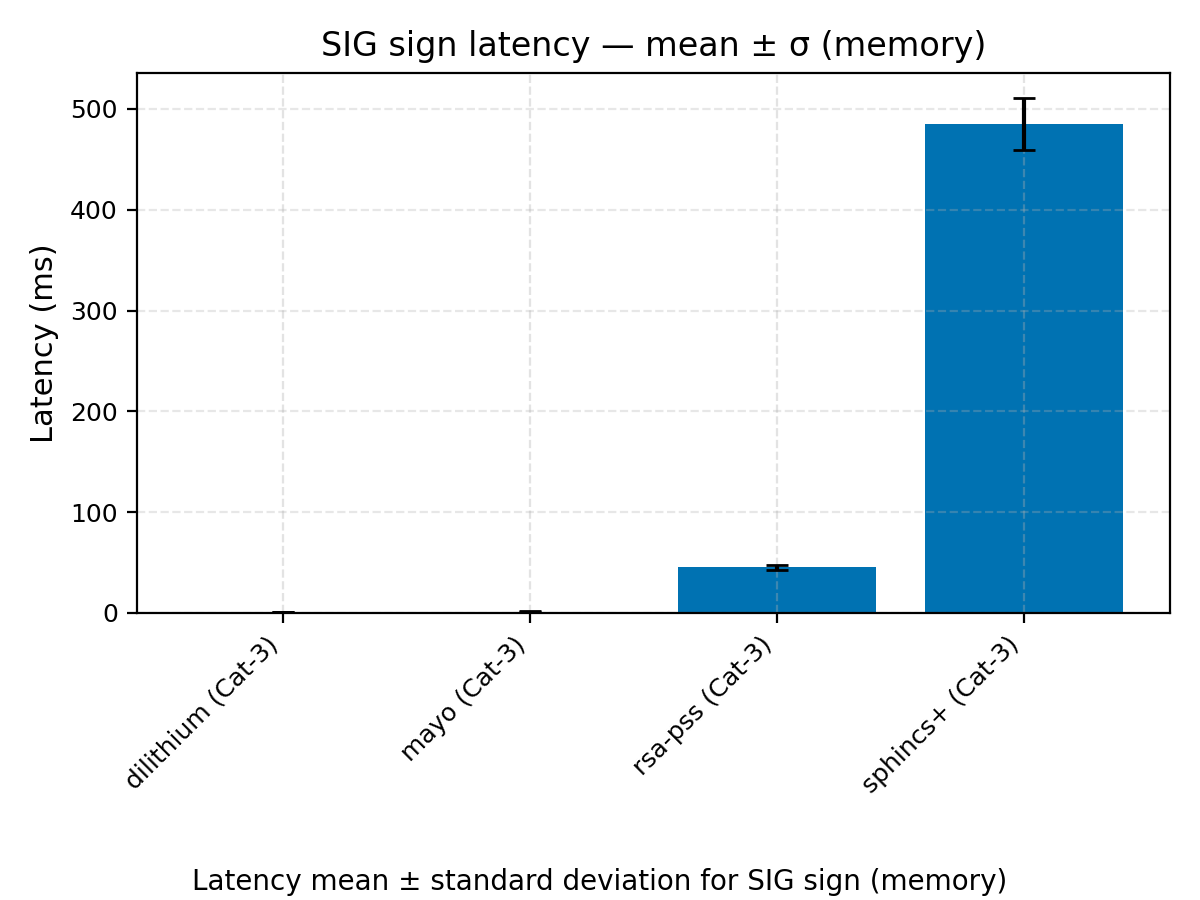 SIG sign latency — mean ± σ (memory)
Latency (ms)
500
400
300
200
100
0
dilithium (Cat-3)
mayo (Cat-3)
rsa-pss (Cat-3)
sphincs+ (Cat-3)
Latency mean ± standard deviation for SIG sign (memory)